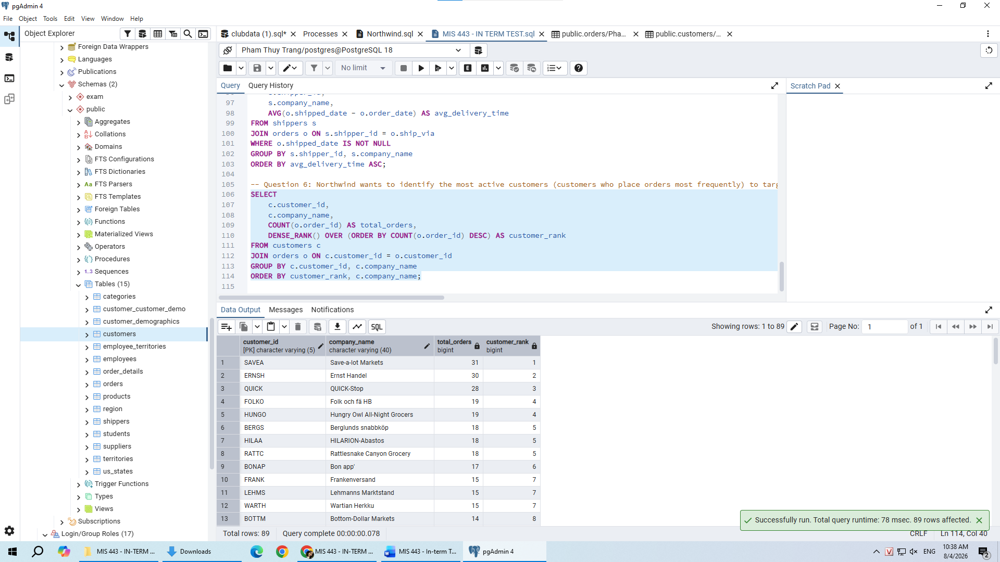 pgAdmin 4
File Object Tools Edit View Window Help
Object Explorer
Foreign Data Wrappers
Languages
Publications
Schemas (2)
exam
public
Aggregates
Collations
Domains
FTS Configurations
FTS Dictionaries
Aa FTS Parsers
FTS Templates
Foreign Tables
Functions
Materialized Views
Operators
Procedures
1..3 Sequences
Tables (15)
categories
customer_customer_demo
customer_demographics
customers
employee_territories
employees
order_details
orders
products
region
shippers
students
suppliers
territories
us_states
Trigger Functions
Types
Views
Subscriptions
Login/Group Roles (17)
clubdata (1).sql* Processes Northwind.sql MIS 443 - IN TERM TEST.sql public.orders/Pha... public.customers/...
Pham Thuy Trang/postgres@PostgreSQL 18
No limit
E
Query Query History
Scratch Pad
97 s.company_name,
98 AVG(o.shipped_date - o.order_date) AS avg_delivery_time
99 FROM shippers s
100 JOIN orders o ON s.shipper_id = o.ship_via
101 WHERE o.shipped_date IS NOT NULL
102 GROUP BY s.shipper_id, s.company_name
103 ORDER BY avg_delivery_time ASC;
104
105 -- Question 6: Northwind wants to identify the most active customers (customers who place orders most frequently) to targ
106 SELECT
107 c.customer_id,
108 c.company_name,
109 COUNT(o.order_id) AS total_orders,
110 DENSE_RANK() OVER (ORDER BY COUNT(o.order_id) DESC) AS customer_rank
111 FROM customers c
112 JOIN orders o ON c.customer_id = o.customer_id
113 GROUP BY c.customer_id, c.company_name
114 ORDER BY customer_rank, c.company_name;
115
Data Output Messages Notifications
SQL
Showing rows: 1 to 89 Page No: 1 of 1
customer_id company_name total_orders customer_rank
[PK] character varying (5) character varying (40) bigint bigint
1 SAVEA Save-a-lot Markets 31 1
2 ERNSH Ernst Handel 30 2
3 QUICK QUICK-Stop 28 3
4 FOLKO Folk och fä HB 19 4
5 HUNGO Hungry Owl All-Night Grocers 19 4
6 BERGS Berglunds snabbköp 18 5
7 HILAA HILARION-Abastos 18 5
8 RATTC Rattlesnake Canyon Grocery 18 5
9 BONAP Bon app' 17 6
10 FRANK Frankenversand 15 7
11 LEHMS Lehmanns Marktstand 15 7
12 WARTH Wartian Herkku 15 7
13 BOTTM Bottom-Dollar Markets 14 8
Successfully run. Total query runtime: 78 msec. 89 rows affected.
Total rows: 89 Query complete 00:00:00.078
CRLF Ln 114, Col 40
MIS 443 - IN-TERM ... Downloads MIS 443 - IN-TERM ... MIS 443 - In-term T... pgAdmin 4
ENG
10:38 AM
8/4/2026
2